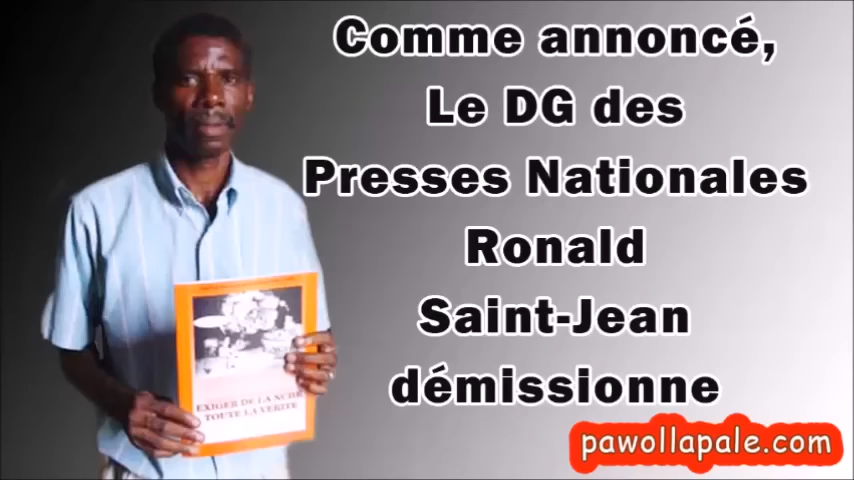 Comme annoncé,
Le DG des
Presses Nationales
Ronald
Saint-Jean
démissionne
EXIGER DE LA
TOUTE LA VERITE
pawollapale.com